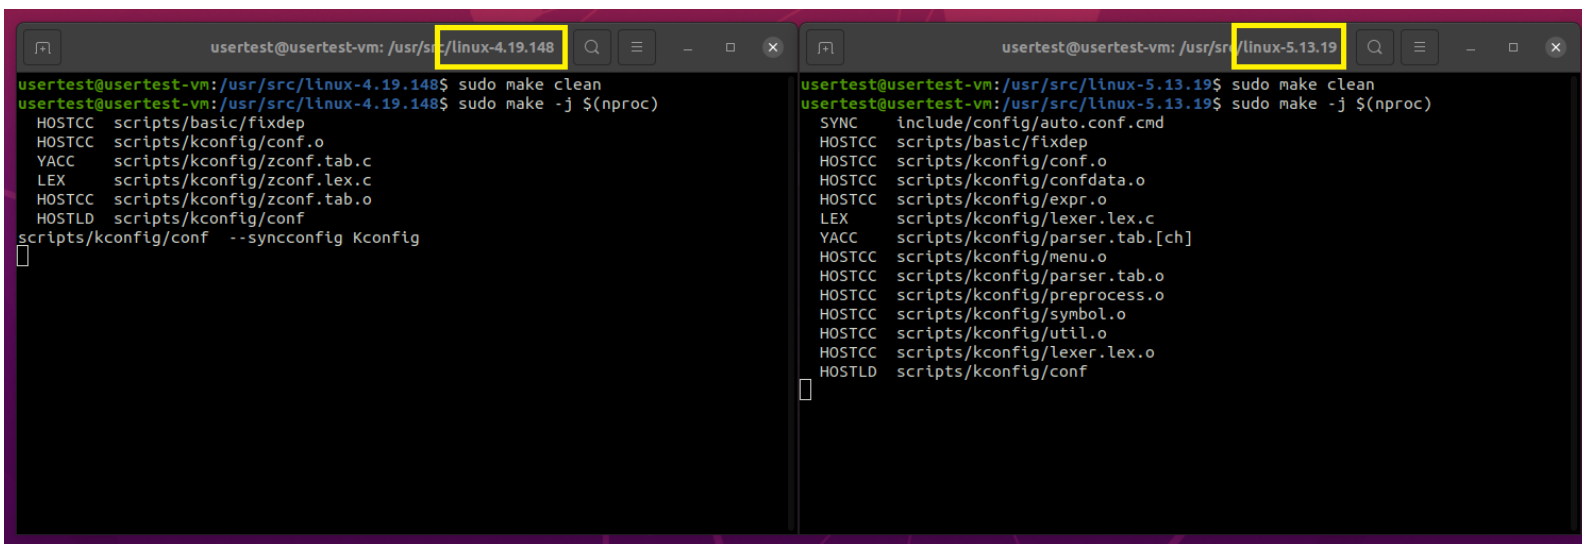 usertest@usertest-vm: /usr/src/linux-4.19.148
usertest@usertest-vm:/usr/src/linux-4.19.148$ sudo make clean
usertest@usertest-vm:/usr/src/linux-4.19.148$ sudo make -j $(nproc)
HOSTCC  scripts/basic/fixdep
HOSTCC  scripts/kconfig/conf.o
YACC    scripts/kconfig/zconf.tab.c
LEX     scripts/kconfig/zconf.lex.c
HOSTCC  scripts/kconfig/zconf.tab.o
HOSTLD  scripts/kconfig/conf
scripts/kconfig/conf  --syncconfig Kconfig
usertest@usertest-vm: /usr/src/linux-5.13.19
usertest@usertest-vm:/usr/src/linux-5.13.19$ sudo make clean
usertest@usertest-vm:/usr/src/linux-5.13.19$ sudo make -j $(nproc)
SYNC    include/config/auto.conf.cmd
HOSTCC  scripts/basic/fixdep
HOSTCC  scripts/kconfig/conf.o
HOSTCC  scripts/kconfig/confdata.o
HOSTCC  scripts/kconfig/expr.o
LEX     scripts/kconfig/lexer.lex.c
YACC    scripts/kconfig/parser.tab.[ch]
HOSTCC  scripts/kconfig/menu.o
HOSTCC  scripts/kconfig/parser.tab.o
HOSTCC  scripts/kconfig/preprocess.o
HOSTCC  scripts/kconfig/symbol.o
HOSTCC  scripts/kconfig/util.o
HOSTCC  scripts/kconfig/lexer.lex.o
HOSTLD  scripts/kconfig/conf